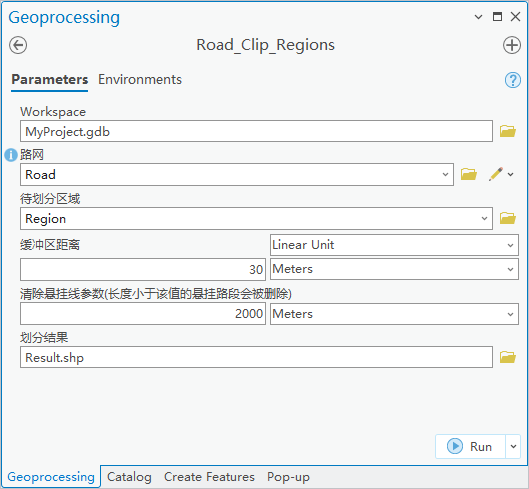 Geoprocessing
Road_Clip_Regions
Parameters Environments
Workspace
MyProject.gdb
路网
Road
待划分区域
Region
缓冲区距离 Linear Unit
30 Meters
清除悬挂线参数(长度小于该值的悬挂路段会被删除)
2000 Meters
划分结果
Result.shp
Run
Geoprocessing Catalog Create Features Pop-up